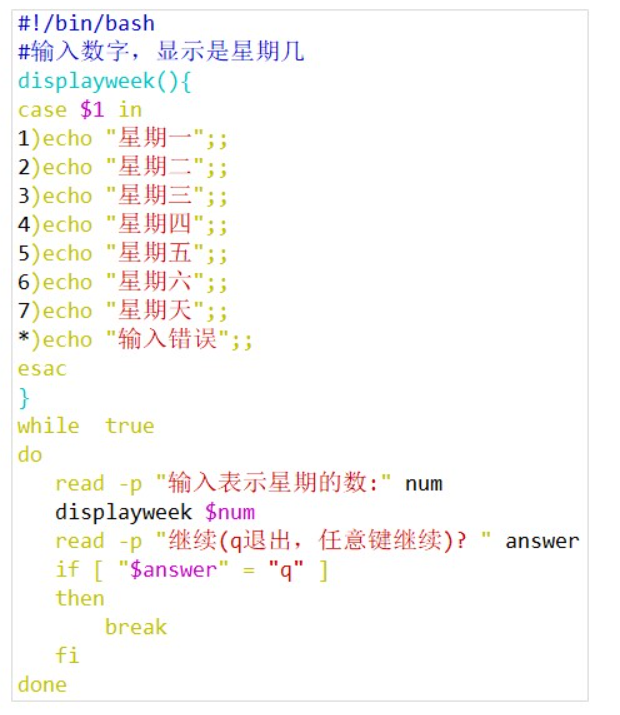 #!/bin/bash
#输入数字，显示是星期几
displayweek(){
case $1 in
1)echo "星期一";;
2)echo "星期二";;
3)echo "星期三";;
4)echo "星期四";;
5)echo "星期五";;
6)echo "星期六";;
7)echo "星期天";;
*)echo "输入错误";;
esac
}
while  true
do
   read -p "输入表示星期的数:" num
   displayweek $num
   read -p "继续(q退出，任意键继续)? " answer
   if [ "$answer" = "q" ]
   then
       break
   fi
done